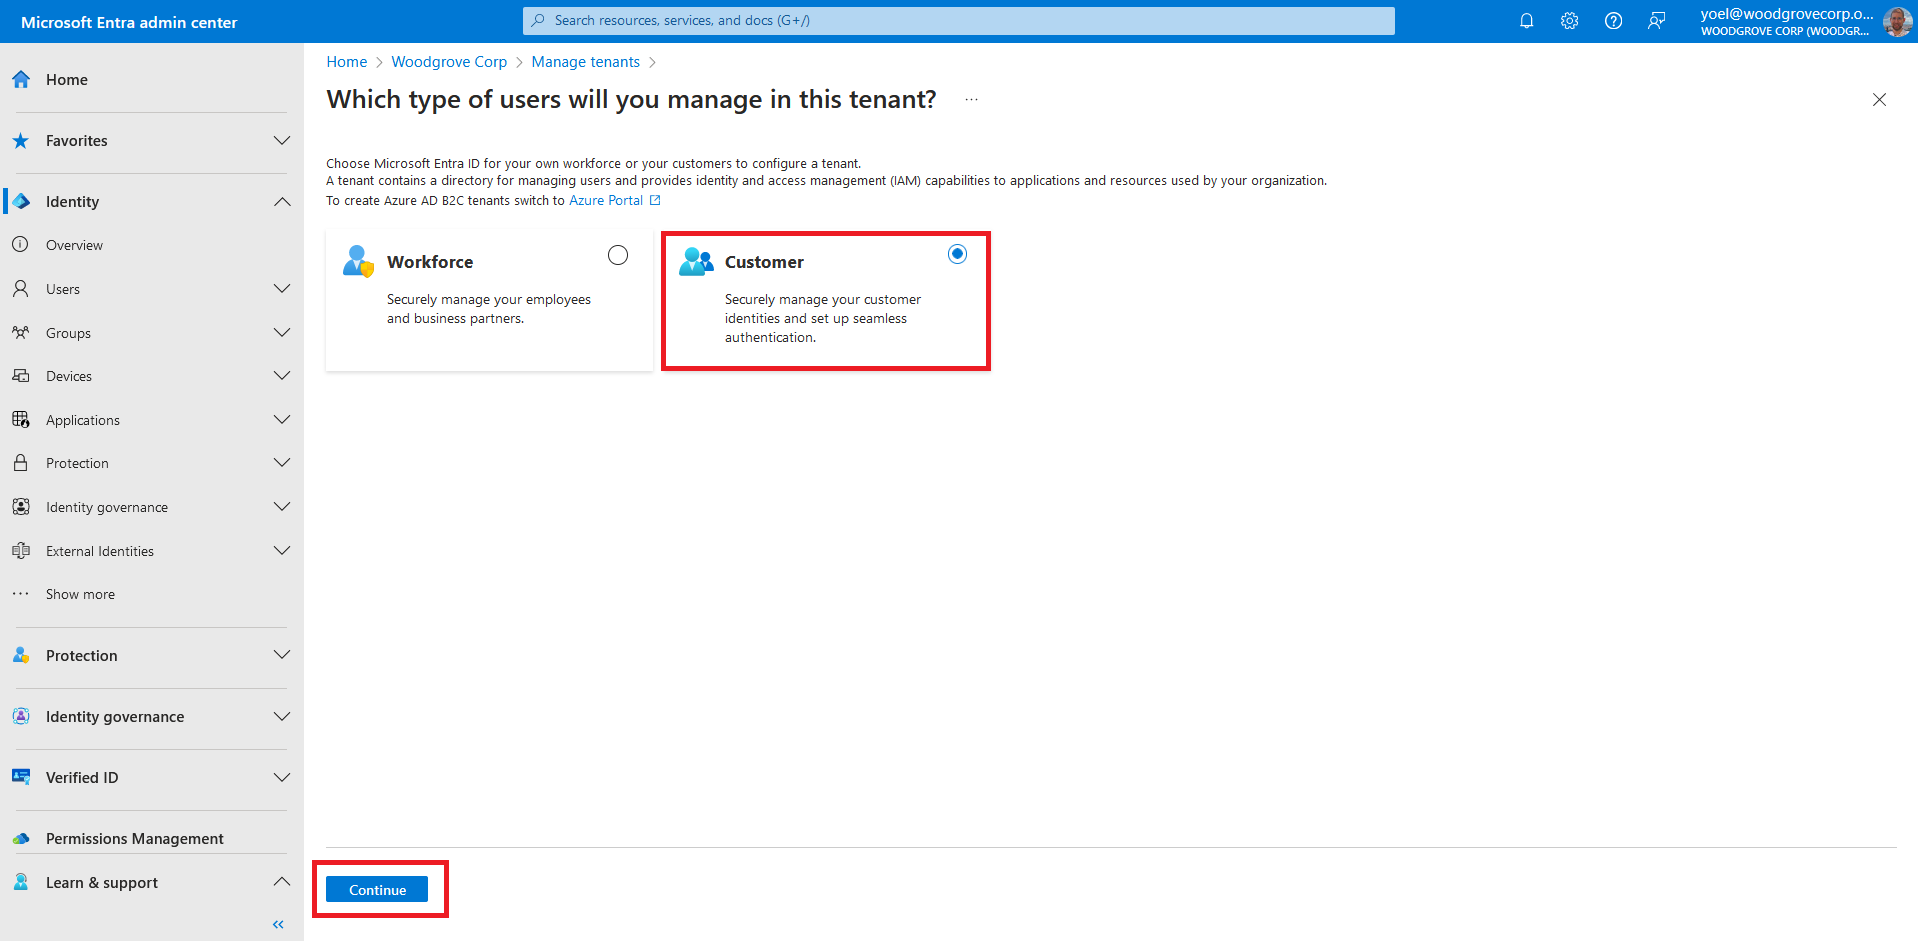 Microsoft Entra admin center
Search resources, services, and docs (G+/)
yoel@woodgrovecorp.o...
WOODGROVE CORP (WOODGR...
Home
Favorites
Identity
Overview
Users
Groups
Devices
Applications
Protection
Identity governance
External Identities
Show more
Protection
Identity governance
Verified ID
Permissions Management
Learn & support
Home > Woodgrove Corp > Manage tenants >
Which type of users will you manage in this tenant? ...
Choose Microsoft Entra ID for your own workforce or your customers to configure a tenant.
A tenant contains a directory for managing users and provides identity and access management (IAM) capabilities to applications and resources used by your organization.
To create Azure AD B2C tenants switch to Azure Portal
Workforce
Securely manage your employees
and business partners.
Customer
Securely manage your customer
identities and set up seamless
authentication.
Continue